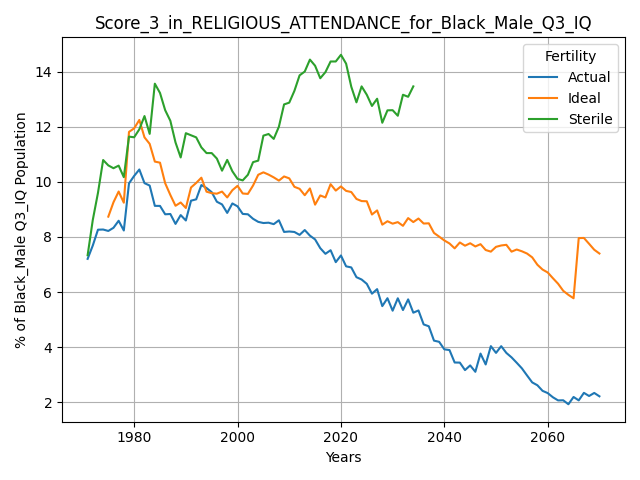 Score_3_in_RELIGIOUS_ATTENDANCE_for_Black_Male_Q3_IQ
% of Black_Male Q3_IQ Population
14
12
10
8
6
4
2
Fertility
Actual
Ideal
Sterile
1980
2000
2020
2040
2060
Years